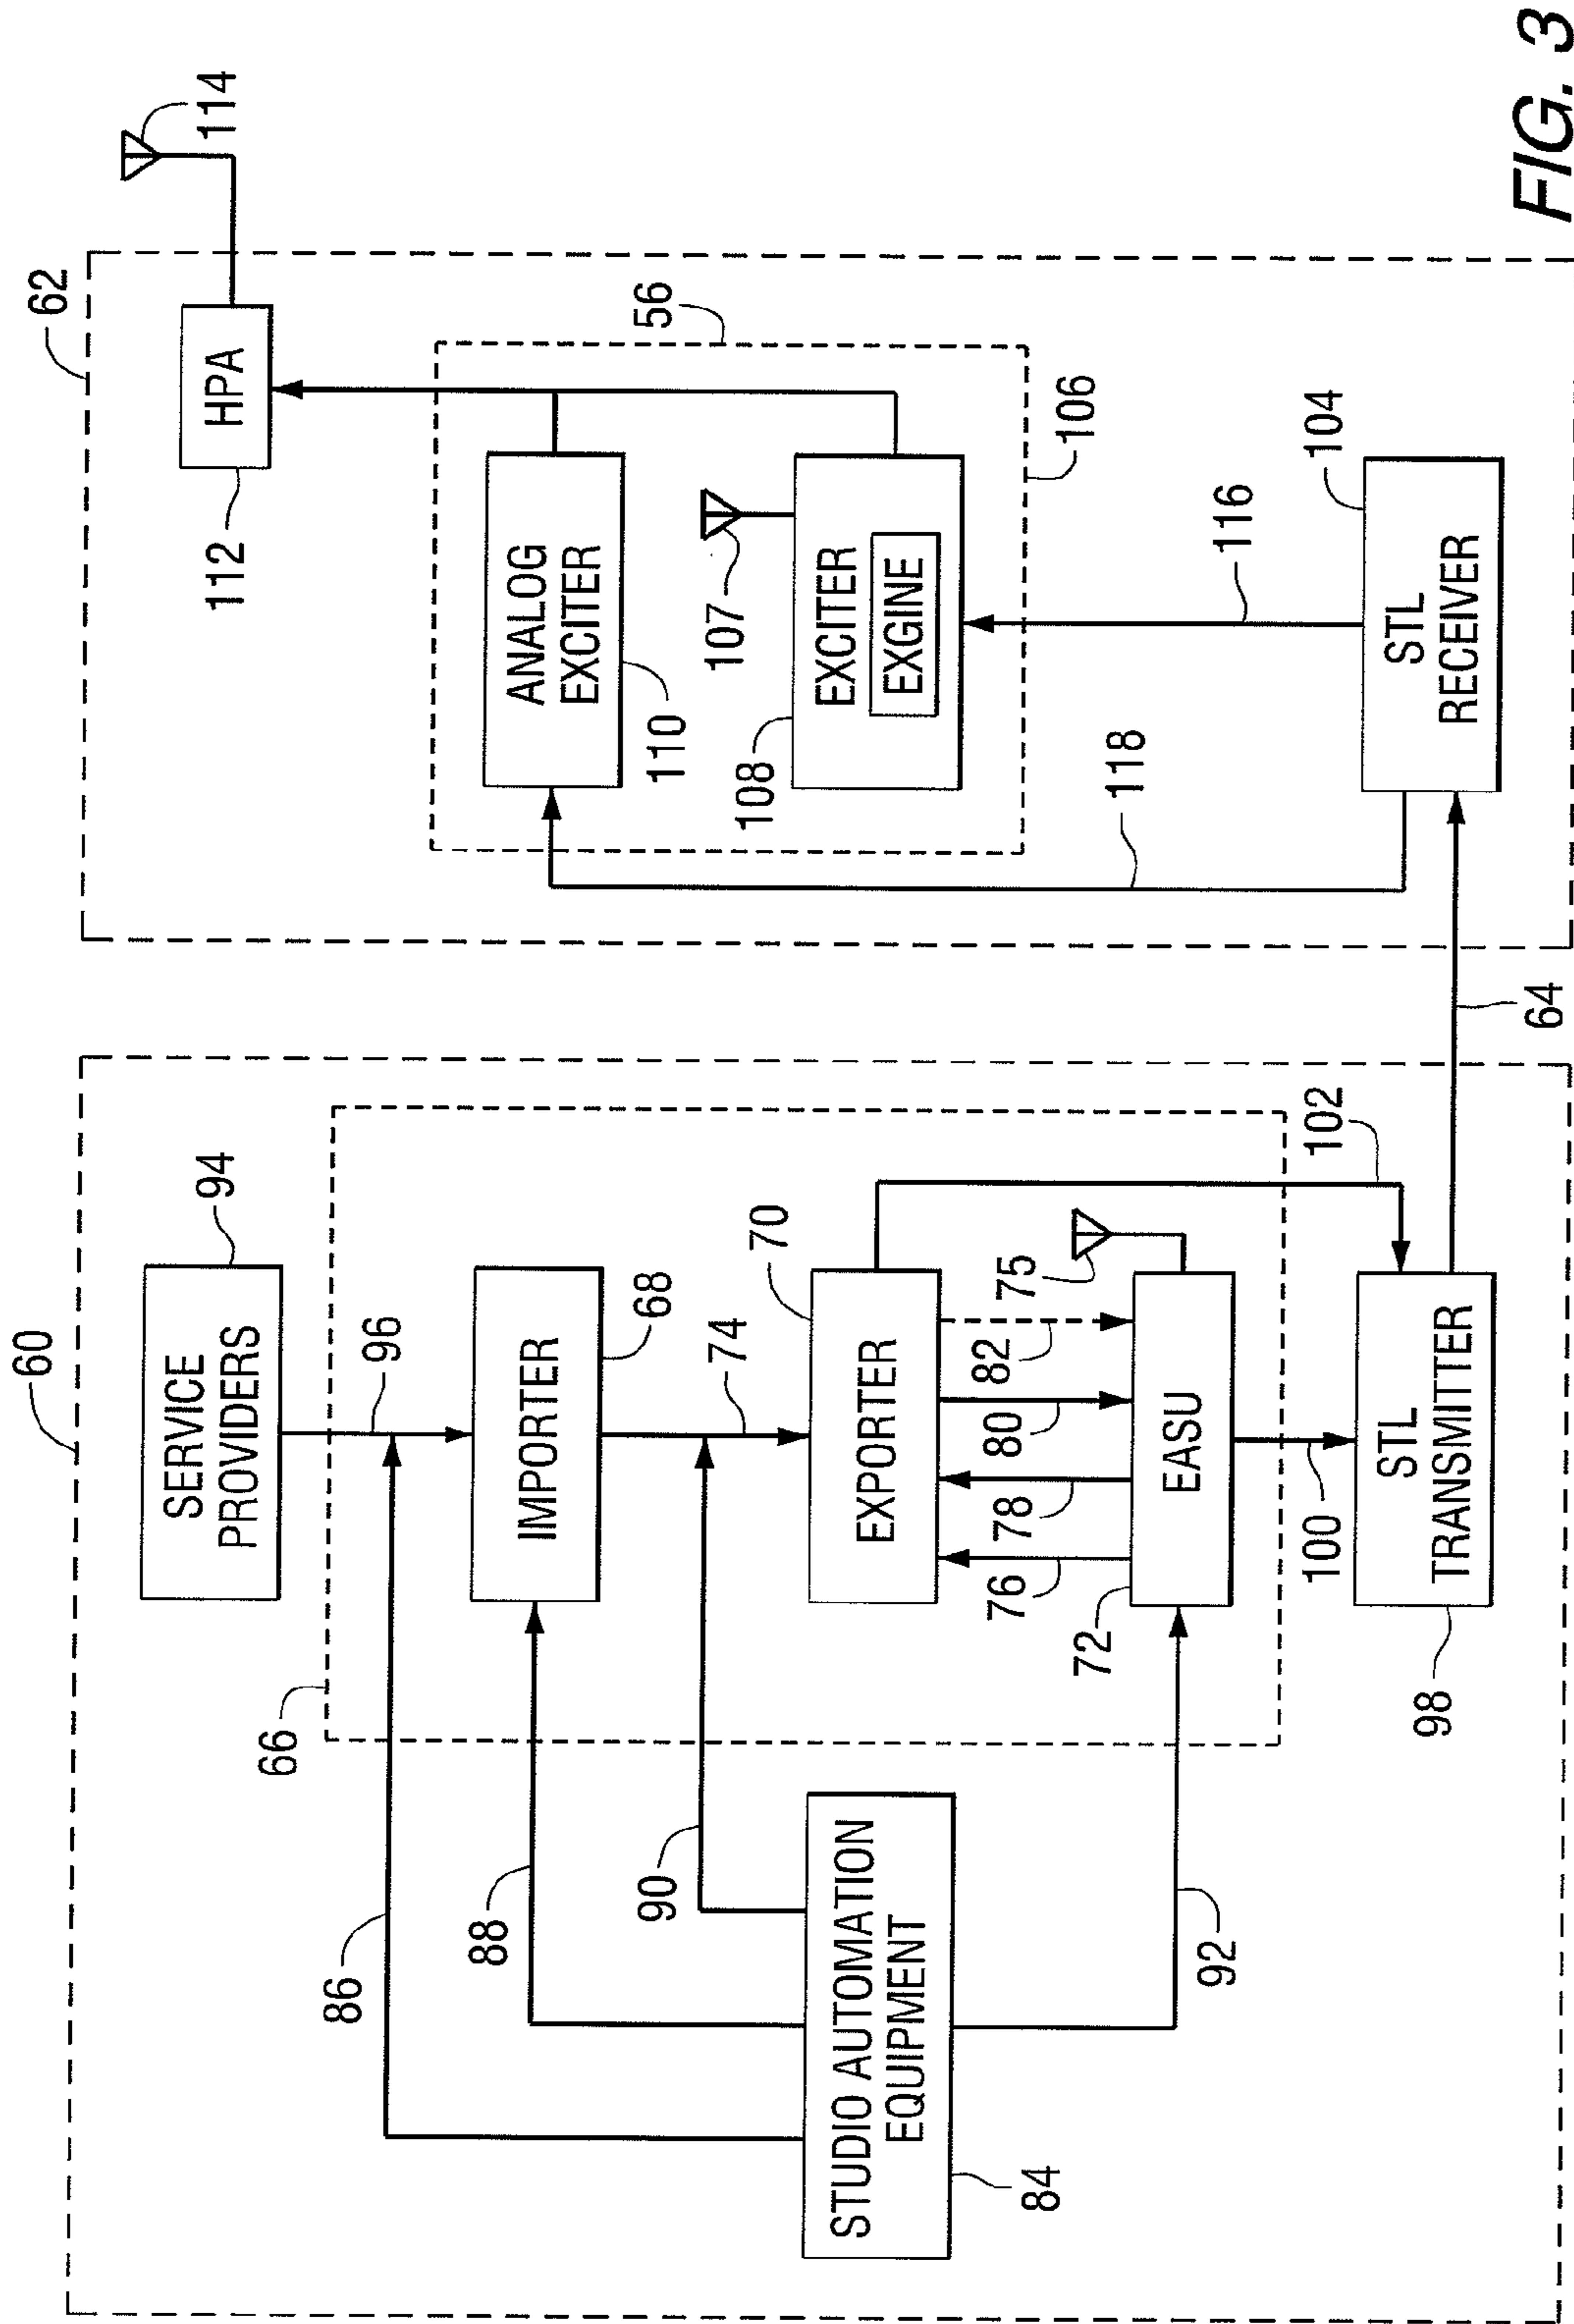 60
94
SERVICE
PROVIDERS
96
66
86
IMPORTER
68
88
74
90
70
EXPORTER
STUDIO AUTOMATION
EQUIPMENT
84
76
78
80
82
75
72
EASU
92
102
100
STL
TRANSMITTER
98
64
62
114
HPA
112
56
ANALOG
EXCITER
110
107
108
EXCITER
EXGINE
106
118
116
104
STL
RECEIVER
FIG. 3